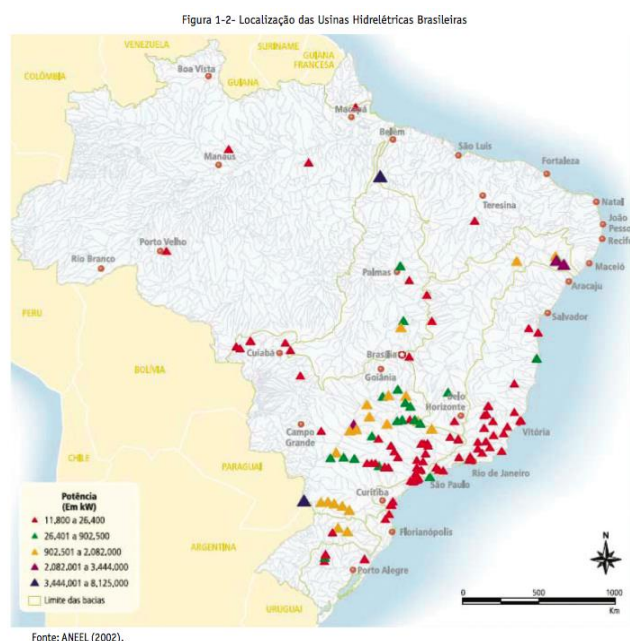 Figura 1-2- Localização das Usinas Hidrelétricas Brasileiras
VENEZUELA
SURINAME
GUIANA
FRANCESA
COLÔMBIA
Boa Vista
GUIANA
Macapá
Belém
São Luis
Manaus
Fortaleza
Teresina
Natal
João
Pesso
Recife
Porto Velho
Rio Branco
Palmas
Maceió
Aracaju
PERU
Salvador
BOLÍVIA
Cuiabá
Brasília
Goiânia
Belo
Horizonte
Campo
Grande
Vitória
CHILE
PARAGUAI
Rio de Janeiro
São Paulo
Curitiba
Florianópolis
ARGENTINA
Porto Alegre
URUGUAI
Potência
(Em kW)
11,800 a 26,400
26,401 a 902,500
902,501 a 2,082,000
2,082,001 a 3,444,000
3,444,001 a 8,125,000
Limite das bacias
N
0 500 1000
Km
Fonte: ANEEL (2002).